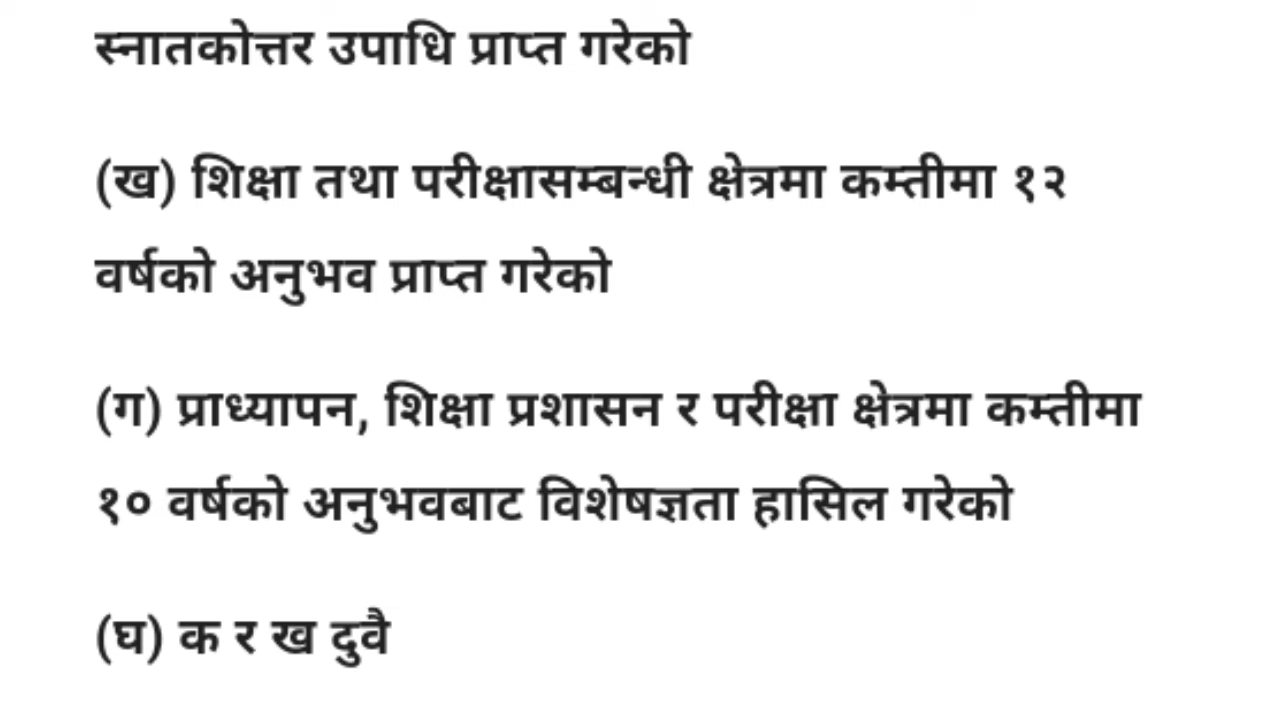 स्नातकोत्तर उपाधि प्राप्त गरेको
(ख) शिक्षा तथा परीक्षासम्बन्धी क्षेत्रमा कम्तीमा १२
वर्षको अनुभव प्राप्त गरेको
(ग) प्राध्यापन, शिक्षा प्रशासन र परीक्षा क्षेत्रमा कम्तीमा
१० वर्षको अनुभवबाट विशेषज्ञता हासिल गरेको
(घ) क र ख दुवै